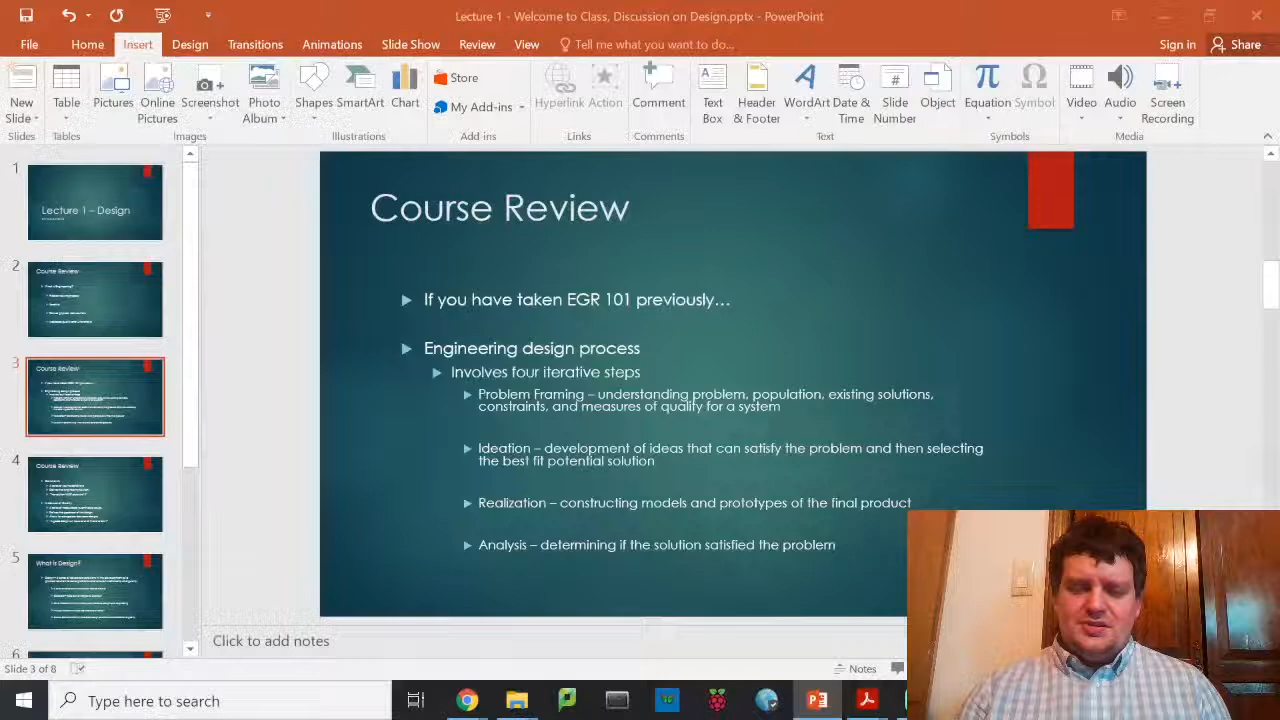 Lecture 1 - Welcome to Class, Discussion on Design.pptx - PowerPoint
File Home Insert Design Transitions Animations Slide Show Review View Tell me what you want to do... Sign in Share
New Slide Table Pictures Online Pictures Screenshot Photo Album Shapes SmartArt Chart Store My Add-ins Hyperlink Action Comment Text Box Header & Footer WordArt Date & Time Slide Number Object Equation Symbol Video Audio Screen Recording
Slides Tables Images Illustrations Add-ins Links Comments Text Symbols Media
1
Lecture 1 – Design
2
Course Review
3
Course Review
4
Course Review
5
What is Design?
6
Course Review
If you have taken EGR 101 previously…
Engineering design process
Involves four iterative steps
Problem Framing – understanding problem, population, existing solutions,
constraints, and measures of quality for a system
Ideation – development of ideas that can satisfy the problem and then selecting
the best fit potential solution
Realization – constructing models and prototypes of the final product
Analysis – determining if the solution satisfied the problem
Click to add notes
Slide 3 of 8 Notes
Type here to search